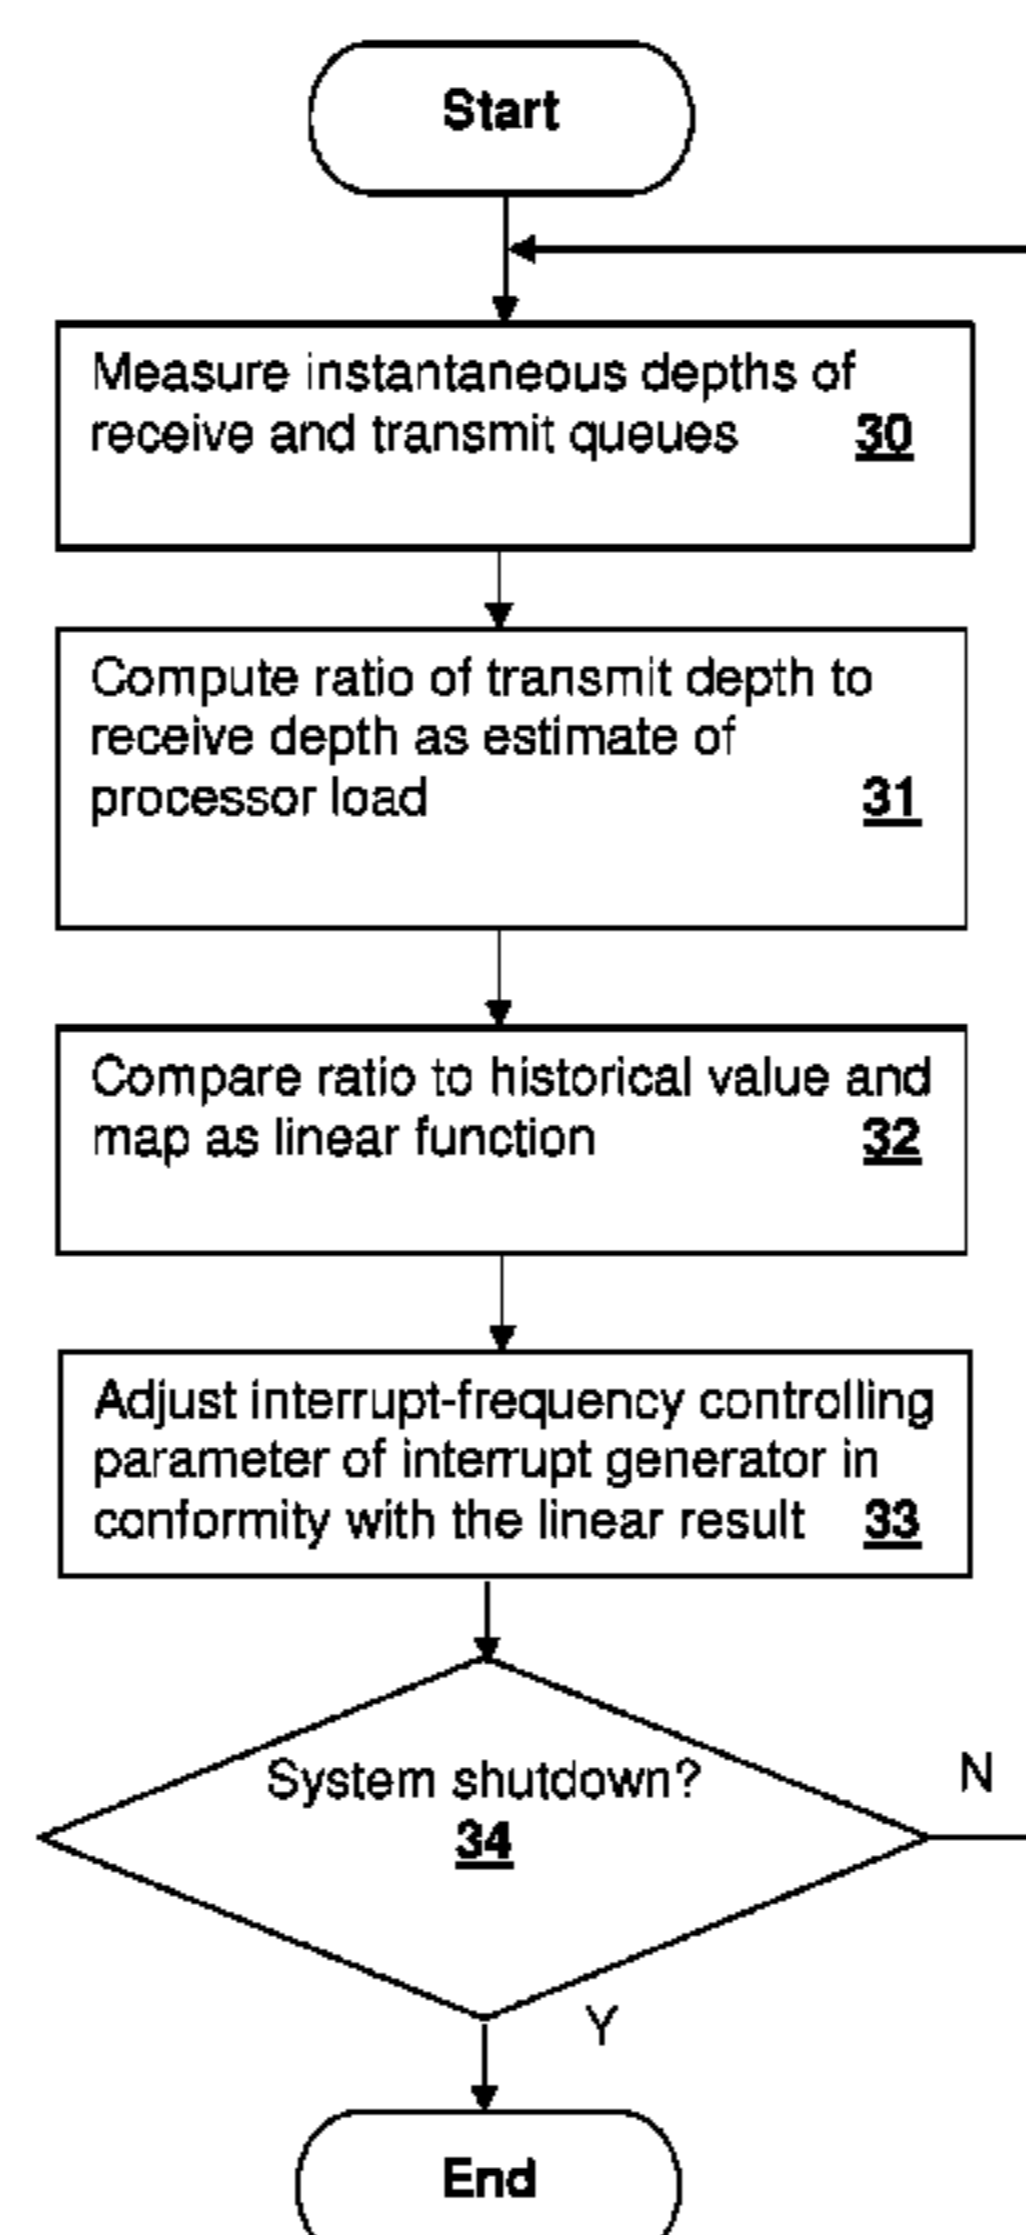 Start
Measure instantaneous depths of
receive and transmit queues 30
Compute ratio of transmit depth to
receive depth as estimate of
processor load 31
Compare ratio to historical value and
map as linear function 32
Adjust interrupt-frequency controlling
parameter of interrupt generator in
conformity with the linear result 33
System shutdown?
34
N
Y
End